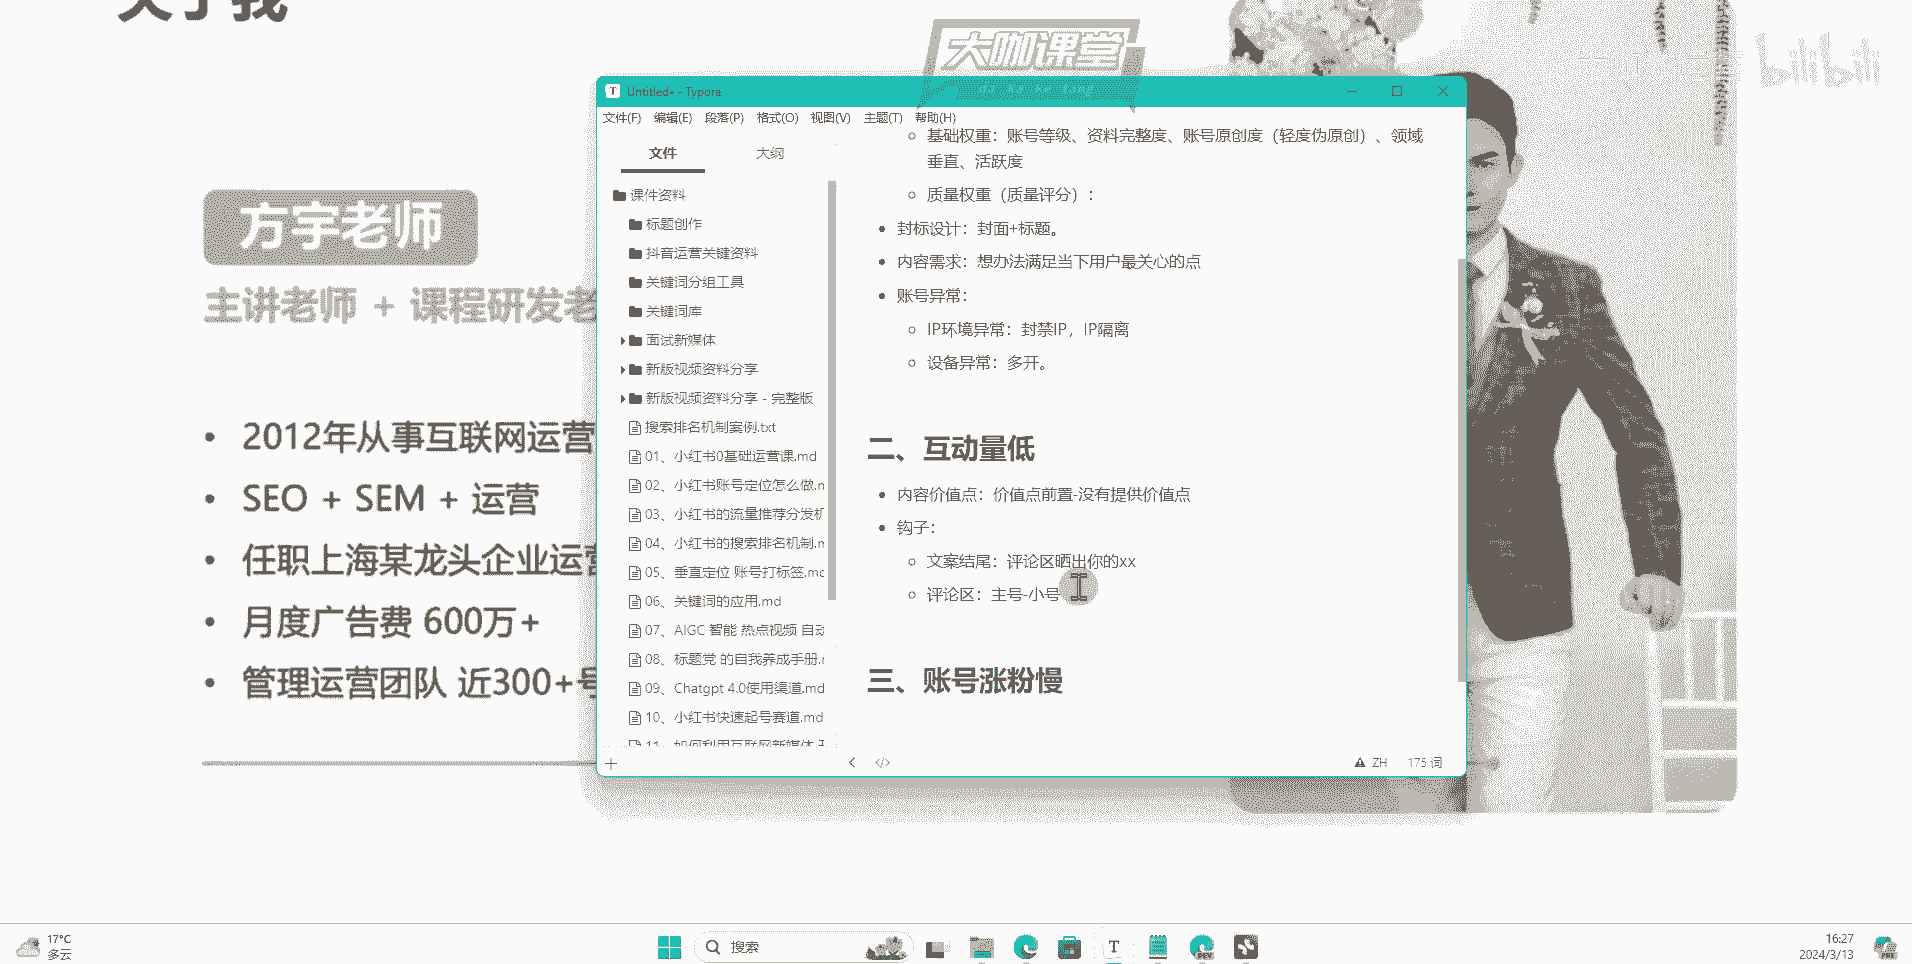 关于我
大咖课堂
bilibili
方宇老师
主讲老师 + 课程研发老
2012年从事互联网运营
SEO + SEM + 运营
任职上海某龙头企业运营
月度广告费 600万+
管理运营团队 近300+号
Untitled• - Typora
文件(F) 编辑(E) 段落(P) 格式(O) 视图(V) 主题(T) 帮助(H)
文件 大纲
课件资料
标题创作
抖音运营关键资料
关键词分组工具
关键词库
面试新媒体
新版视频资料分享
新版视频资料分享 - 完整版
搜索排名机制案例.txt
01、小红书0基础运营课.md
02、小红书账号定位怎么做.m
03、小红书的流量推荐分发机
04、小红书的搜索排名机制.m
05、垂直定位 账号打标签.mc
06、关键词的应用.md
07、AIGC 智能 热点视频 自动
08、标题党 的自我养成手册.m
09、Chatgpt 4.0使用渠道.md
10、小红书快速起号赛道.md
11、如何利用互联网新媒体
基础权重：账号等级、资料完整度、账号原创度（轻度伪原创）、领域
垂直、活跃度
质量权重（质量评分）：
封标设计：封面+标题。
内容需求：想办法满足当下用户最关心的点
账号异常：
IP环境异常：封禁IP，IP隔离
设备异常：多开。
二、互动量低
内容价值点：价值点前置-没有提供价值点
钩子：
文案结尾：评论区晒出你的xx
评论区：主号-小号
三、账号涨粉慢
ZH 175 词
17°C
多云
搜索
16:27
2024/3/13